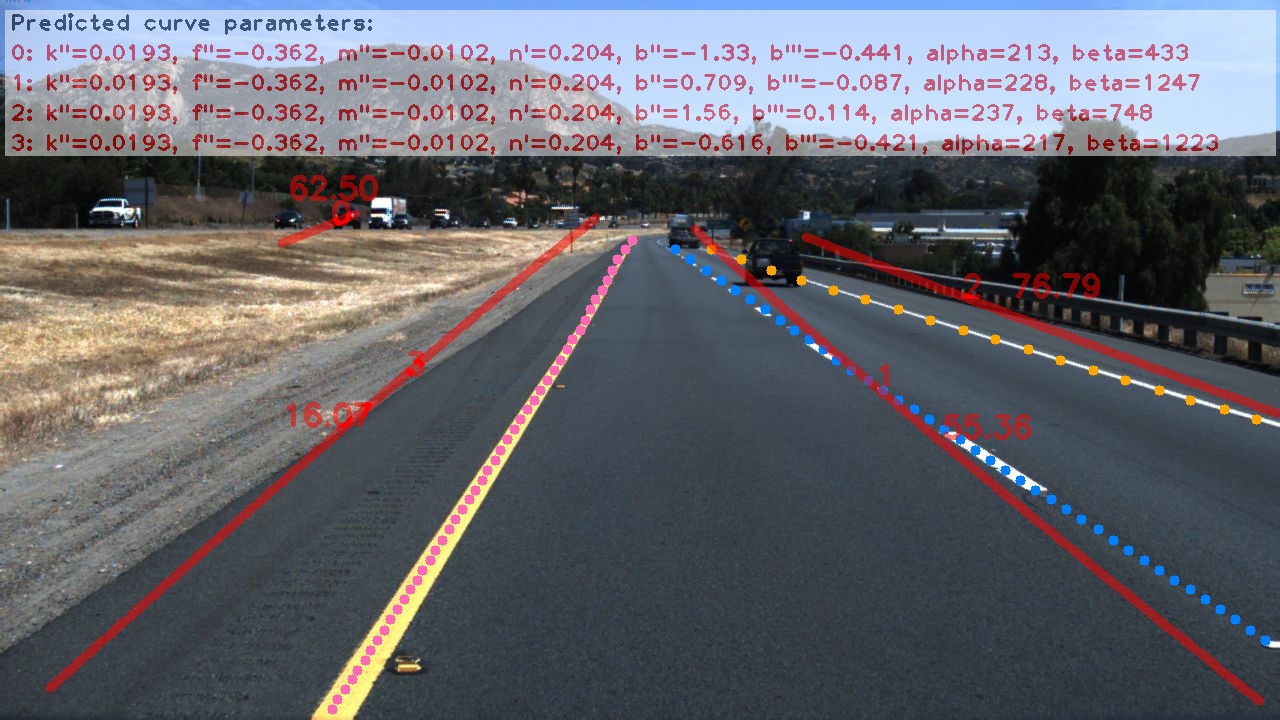 Predicted curve parameters:
0: k''=0.0193, f''=-0.362, m''=-0.0102, n'=0.204, b''=-1.33, b'''=-0.441, alpha=213, beta=433
1: k''=0.0193, f''=-0.362, m''=-0.0102, n'=0.204, b''=0.709, b'''=-0.087, alpha=228, beta=1247
2: k''=0.0193, f''=-0.362, m''=-0.0102, n'=0.204, b''=1.56, b'''=0.114, alpha=237, beta=748
3: k''=0.0193, f''=-0.362, m''=-0.0102, n'=0.204, b''=-0.616, b'''=-0.421, alpha=217, beta=1223
62.50
0
2 76.79
3
1
16.07
55.36